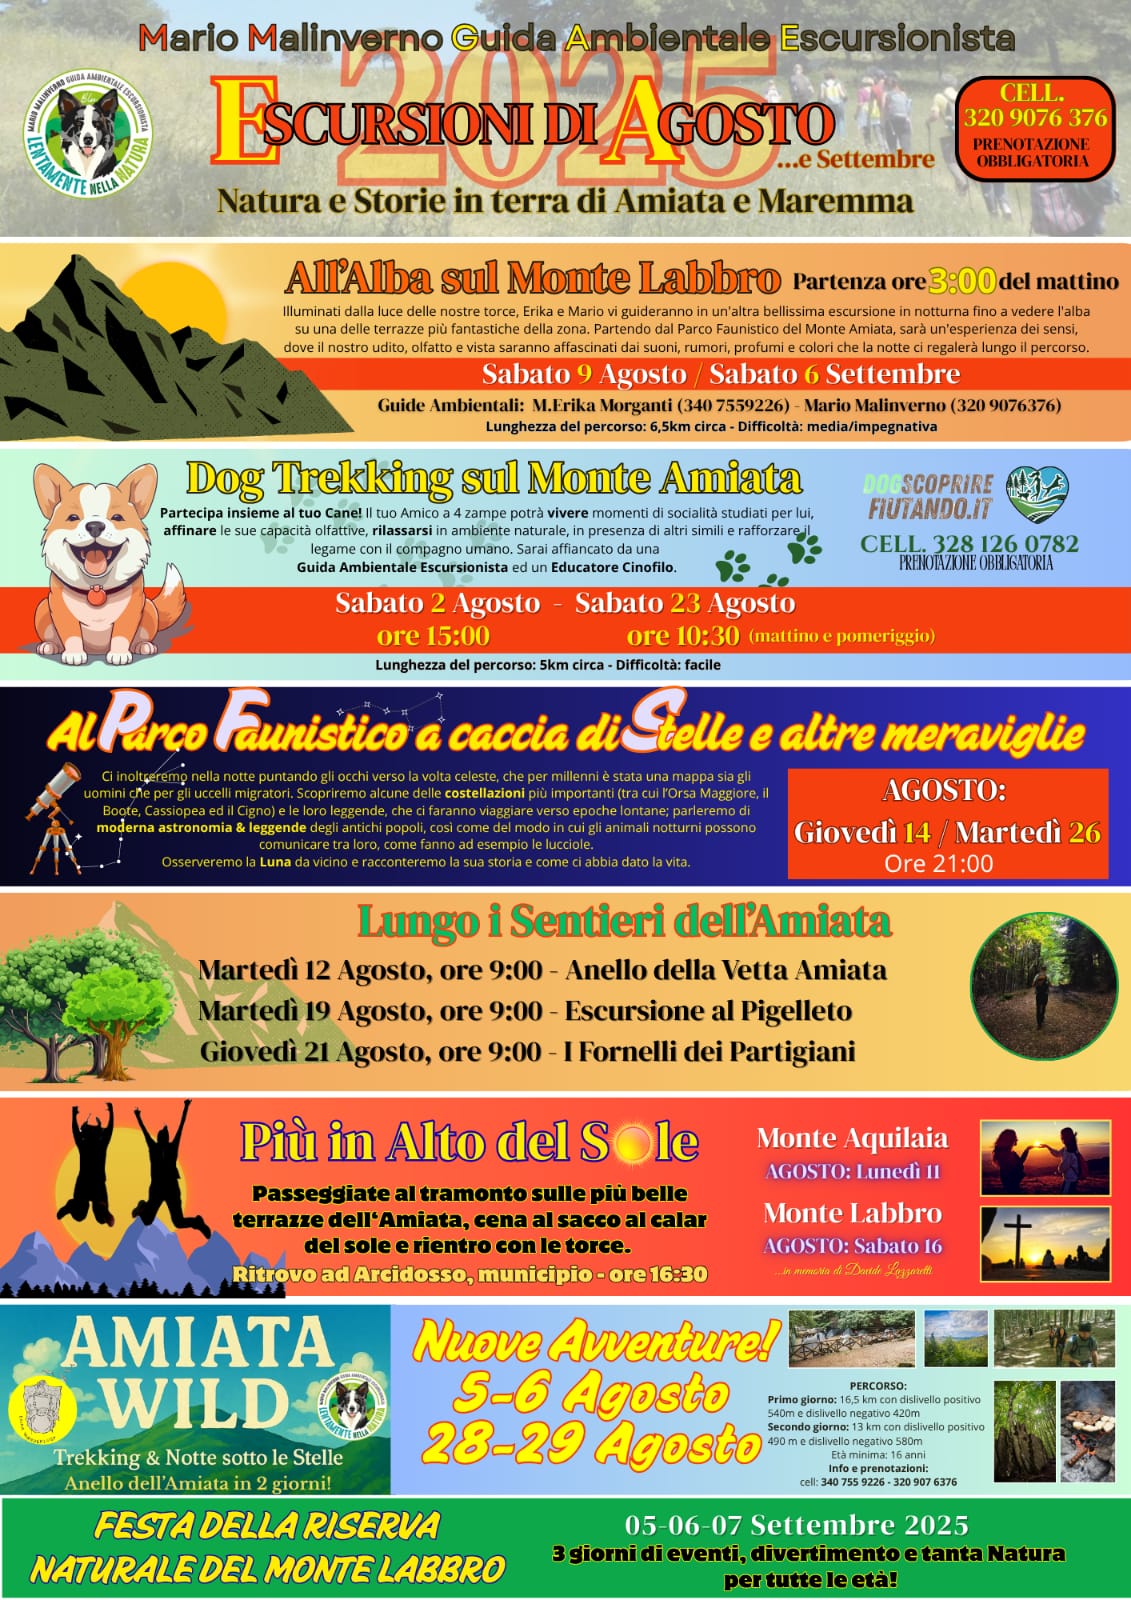 Mario Malinverno Guida Ambientale Escursionista
2025
ESCURSIONI DI AGOSTO
...e Settembre
Natura e Storie in terra di Amiata e Maremma
MARIO MALINVERNO GUIDA AMBIENTALE ESCURSIONISTA
LENTAMENTE NELLA NATURA
CELL.
320 9076 376
PRENOTAZIONE
OBBLIGATORIA
All'Alba sul Monte Labbro Partenza ore 3:00 del mattino
Illuminati dalla luce delle nostre torce, Erika e Mario vi guideranno in un'altra bellissima escursione in notturna fino a vedere l'alba
su una delle terrazze più fantastiche della zona. Partendo dal Parco Faunistico del Monte Amiata, sarà un'esperienza dei sensi,
dove il nostro udito, olfatto e vista saranno affascinati dai suoni, rumori, profumi e colori che la notte ci regalerà lungo il percorso.
Sabato 9 Agosto / Sabato 6 Settembre
Guide Ambientali: M.Erika Morganti (340 7559226) - Mario Malinverno (320 9076376)
Lunghezza del percorso: 6,5km circa - Difficoltà: media/impegnativa
Dog Trekking sul Monte Amiata
Partecipa insieme al tuo Cane! Il tuo Amico a 4 zampe potrà vivere momenti di socialità studiati per lui,
affinare le sue capacità olfattive, rilassarsi in ambiente naturale, in presenza di altri simili e rafforzare il
legame con il compagno umano. Sarai affiancato da una
Guida Ambientale Escursionista ed un Educatore Cinofilo.
DOGSCOPRIRE
FIUTANDO.IT
CELL. 328 126 0782
PRENOTAZIONE OBBLIGATORIA
Sabato 2 Agosto - Sabato 23 Agosto
ore 15:00 ore 10:30 (mattino e pomeriggio)
Lunghezza del percorso: 5km circa - Difficoltà: facile
Al Parco Faunistico a caccia di Stelle e altre meraviglie
Ci inoltreremo nella notte puntando gli occhi verso la volta celeste, che per millenni è stata una mappa sia gli
uomini che per gli uccelli migratori. Scopriremo alcune delle costellazioni più importanti (tra cui l'Orsa Maggiore, il
Boote, Cassiopea ed il Cigno) e le loro leggende, che ci faranno viaggiare verso epoche lontane; parleremo di
moderna astronomia & leggende degli antichi popoli, così come del modo in cui gli animali notturni possono
comunicare tra loro, come fanno ad esempio le lucciole.
Osserveremo la Luna da vicino e racconteremo la sua storia e come ci abbia dato la vita.
AGOSTO:
Giovedì 14 / Martedì 26
Ore 21:00
Lungo i Sentieri dell'Amiata
Martedì 12 Agosto, ore 9:00 - Anello della Vetta Amiata
Martedì 19 Agosto, ore 9:00 - Escursione al Pigelleto
Giovedì 21 Agosto, ore 9:00 - I Fornelli dei Partigiani
Più in Alto del Sole
Passeggiate al tramonto sulle più belle
terrazze dell'Amiata, cena al sacco al calar
del sole e rientro con le torce.
Ritrovo ad Arcidosso, municipio - ore 16:30
Monte Aquilaia
AGOSTO: Lunedì 11
Monte Labbro
AGOSTO: Sabato 16
...in memoria di Davide Lazzaretti
AMIATA
WILD
LENTAMENTE NELLA NATURA
Trekking & Notte sotto le Stelle
Anello dell'Amiata in 2 giorni!
Nuove Avventure!
5-6 Agosto
28-29 Agosto
PERCORSO:
Primo giorno: 16,5 km con dislivello positivo
540m e dislivello negativo 420m
Secondo giorno: 13 km con dislivello positivo
490 m e dislivello negativo 580m
Età minima: 16 anni
Info e prenotazioni:
cell: 340 755 9226 - 320 907 6376
FESTA DELLA RISERVA
NATURALE DEL MONTE LABBRO
05-06-07 Settembre 2025
3 giorni di eventi, divertimento e tanta Natura
per tutte le età!